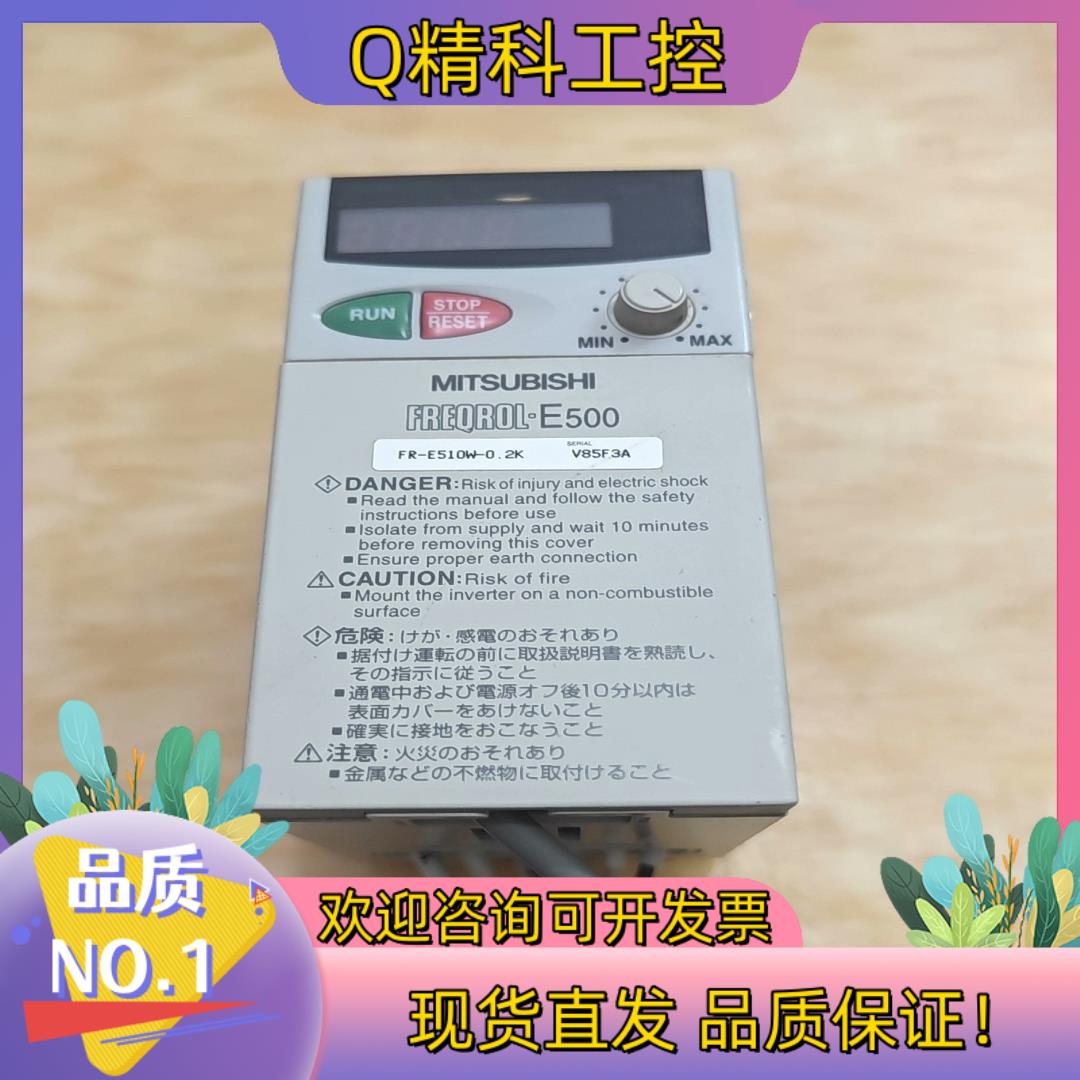 Q精科工控
RUN
STOP
RESET
MIN
MAX
MITSUBISHI
FREQROL-E500
SERIAL
FR-E510W-0.2K V85F3A
DANGER:Risk of injury and electric shock
■Read the manual and follow the safety
instructions before use
■Isolate from supply and wait 10 minutes
before removing this cover
■Ensure proper earth connection
CAUTION:Risk of fire
■Mount the inverter on a non-combustible
surface
危険:けが・感電のおそれあり
■据付け運転の前に取扱説明書を熟読し、
その指示に従うこと
■通電中および電源オフ後10分以内は
表面カバーをあけないこと
■確実に接地をおこなうこと
注意:火災のおそれあり
■金属などの不燃物に取付けること
品质
NO.1
欢迎咨询可开发票
现货直发 品质保证!